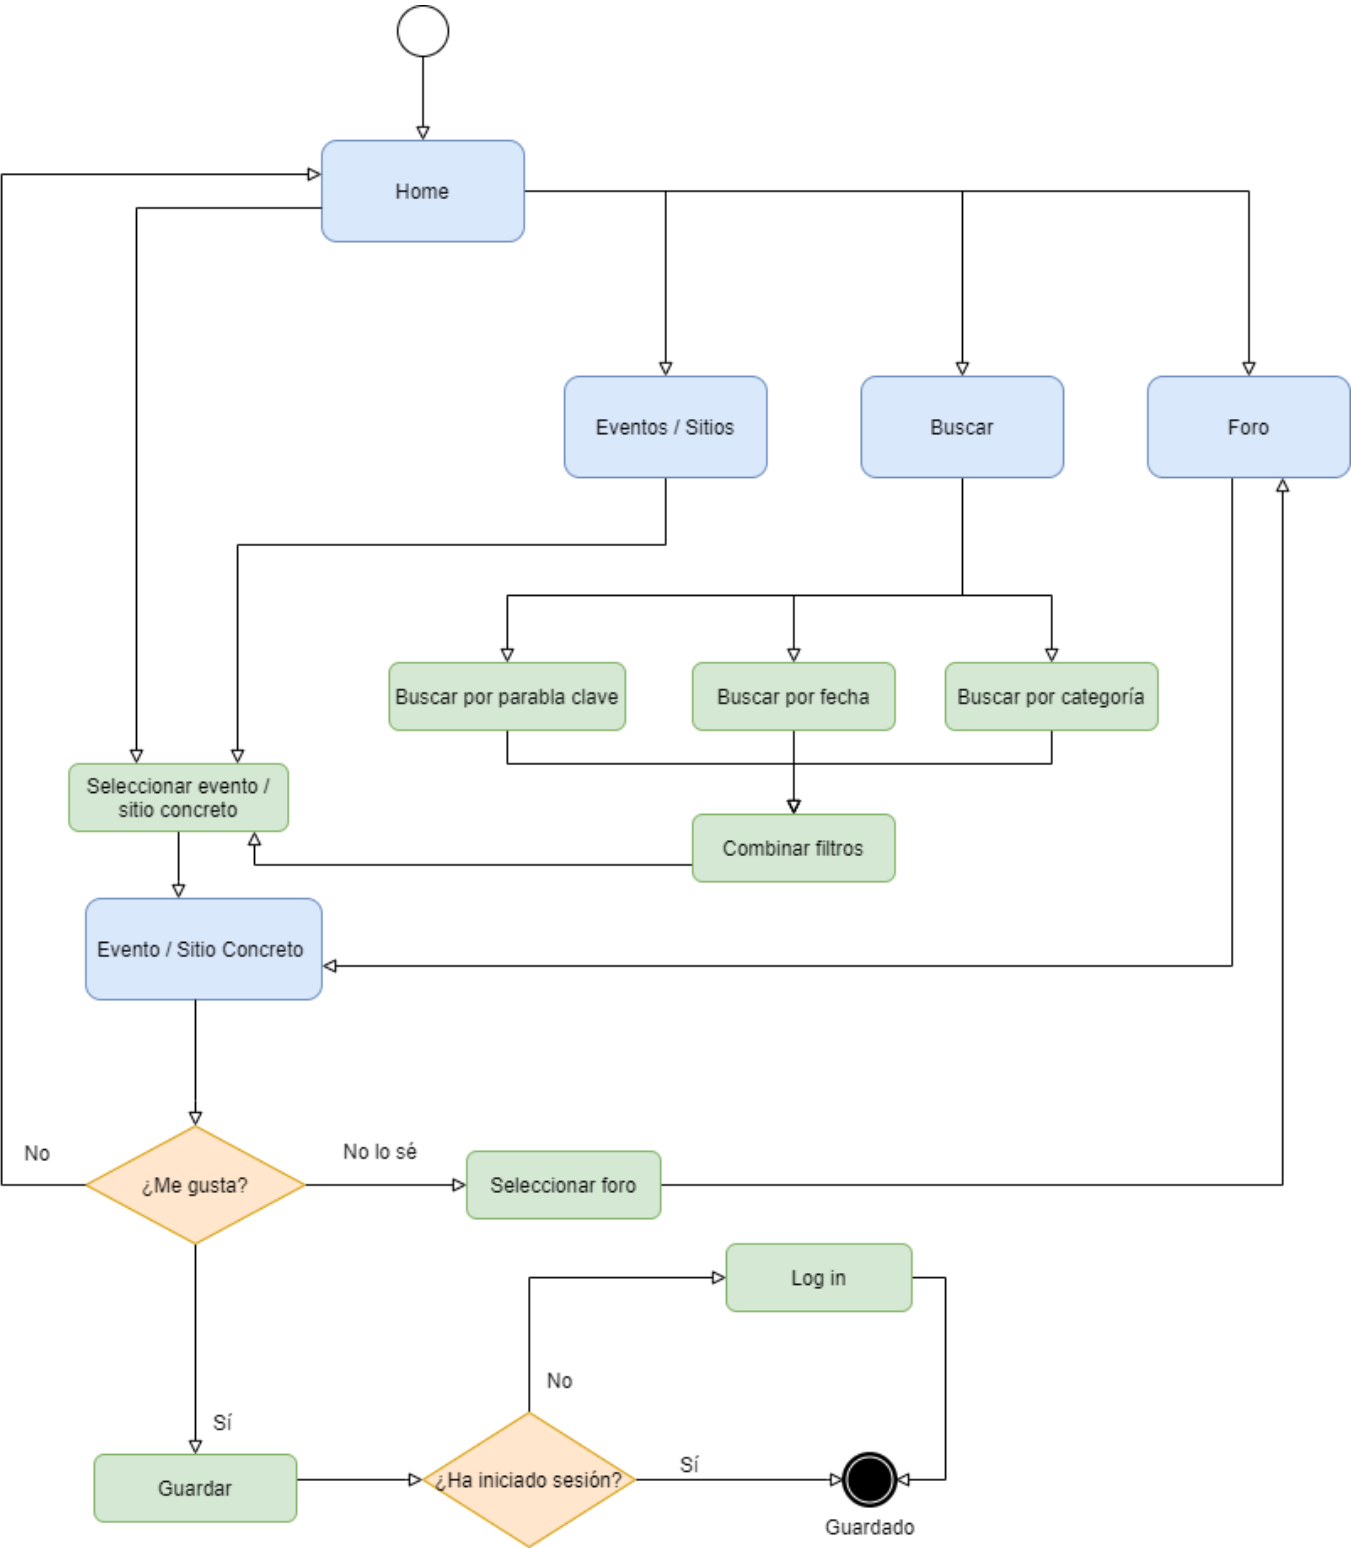 Home
Eventos / Sitios
Buscar
Foro
Buscar por parabla clave
Buscar por fecha
Buscar por categoría
Seleccionar evento /
sitio concreto
Combinar filtros
Evento / Sitio Concreto
No
¿Me gusta?
No lo sé
Seleccionar foro
Log in
No
Sí
Guardar
¿Ha iniciado sesión?
Sí
Guardado